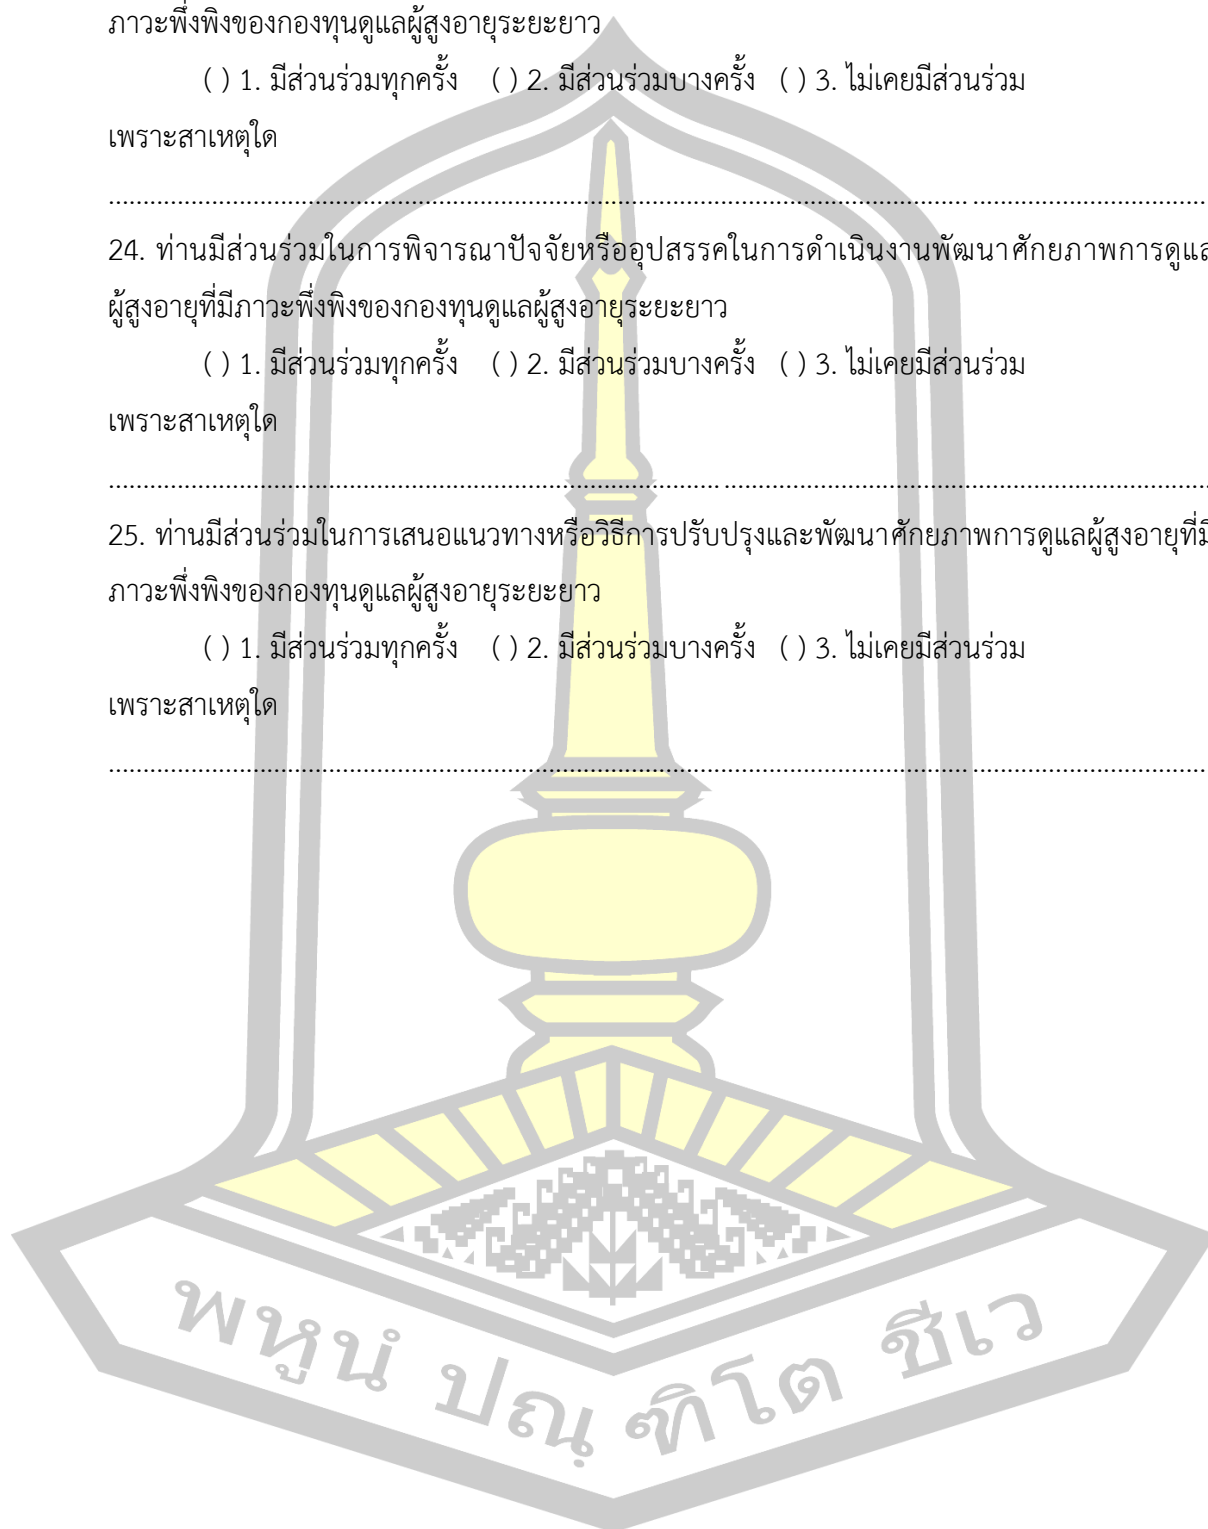 ภาวะพึ่งพิงของกองทุนดูแลผู้สูงอายุระยะยาว
( ) 1. มีส่วนร่วมทุกครั้ง ( ) 2. มีส่วนร่วมบางครั้ง ( ) 3. ไม่เคยมีส่วนร่วม
เพราะสาเหตุใด
................................................................................................................................
24. ท่านมีส่วนร่วมในการพิจารณาปัจจัยหรืออุปสรรคในการดำเนินงานพัฒนาศักยภาพการดูแล
ผู้สูงอายุที่มีภาวะพึ่งพิงของกองทุนดูแลผู้สูงอายุระยะยาว
( ) 1. มีส่วนร่วมทุกครั้ง ( ) 2. มีส่วนร่วมบางครั้ง ( ) 3. ไม่เคยมีส่วนร่วม
เพราะสาเหตุใด
................................................................................................................................
25. ท่านมีส่วนร่วมในการเสนอแนวทางหรือวิธีการปรับปรุงและพัฒนาศักยภาพการดูแลผู้สูงอายุที่มี
ภาวะพึ่งพิงของกองทุนดูแลผู้สูงอายุระยะยาว
( ) 1. มีส่วนร่วมทุกครั้ง ( ) 2. มีส่วนร่วมบางครั้ง ( ) 3. ไม่เคยมีส่วนร่วม
เพราะสาเหตุใด
................................................................................................................................
พหูนํ ปณฺฑิโต ชีเว